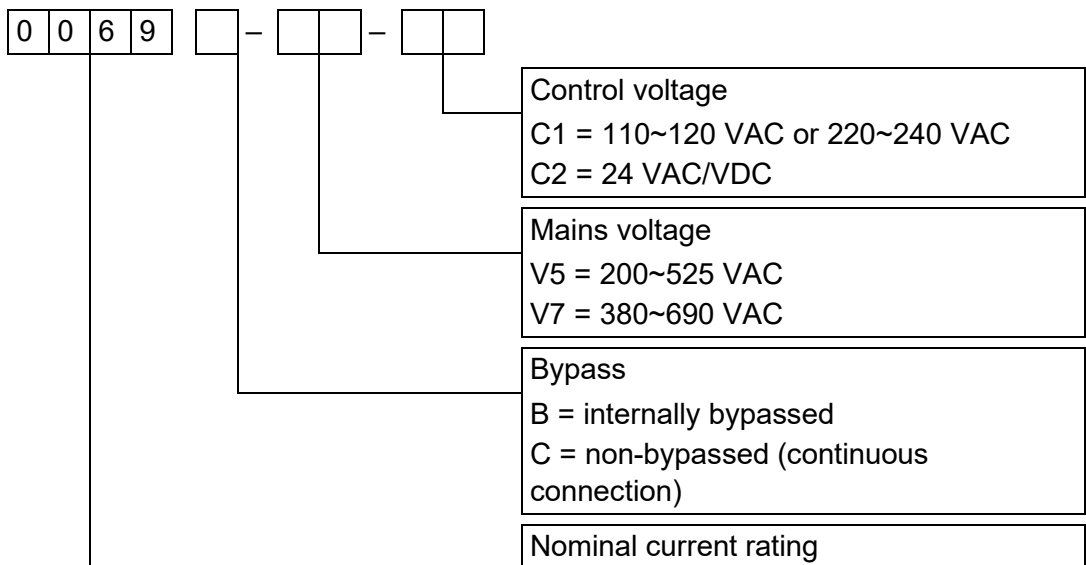 0 0 6 9 – –
Control voltage
C1 = 110~120 VAC or 220~240 VAC
C2 = 24 VAC/VDC
Mains voltage
V5 = 200~525 VAC
V7 = 380~690 VAC
Bypass
B = internally bypassed
C = non-bypassed (continuous
connection)
Nominal current rating